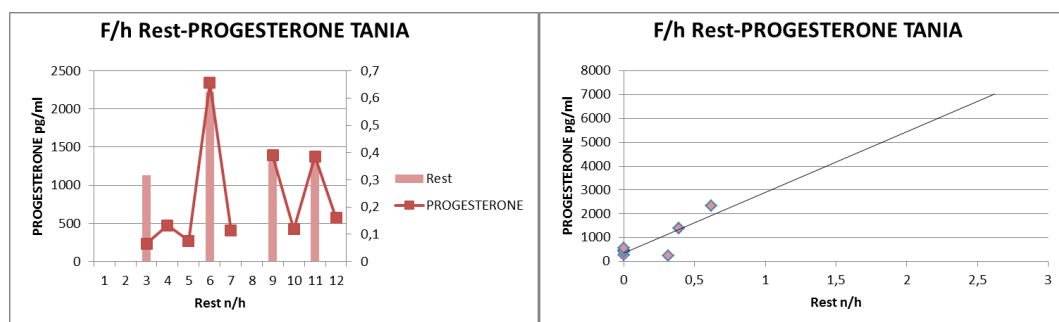 F/h Rest-PROGESTERONE TANIA
PROGESTERONE pg/ml
2500
2000
1500
1000
500
0
0,7
0,6
0,5
0,4
0,3
0,2
0,1
0
1 2 3 4 5 6 7 8 9 10 11 12
Rest n/h
Rest
PROGESTERONE
F/h Rest-PROGESTERONE TANIA
PROGESTERONE pg/ml
8000
7000
6000
5000
4000
3000
2000
1000
0
0 0,5 1 1,5 2 2,5 3
Rest n/h